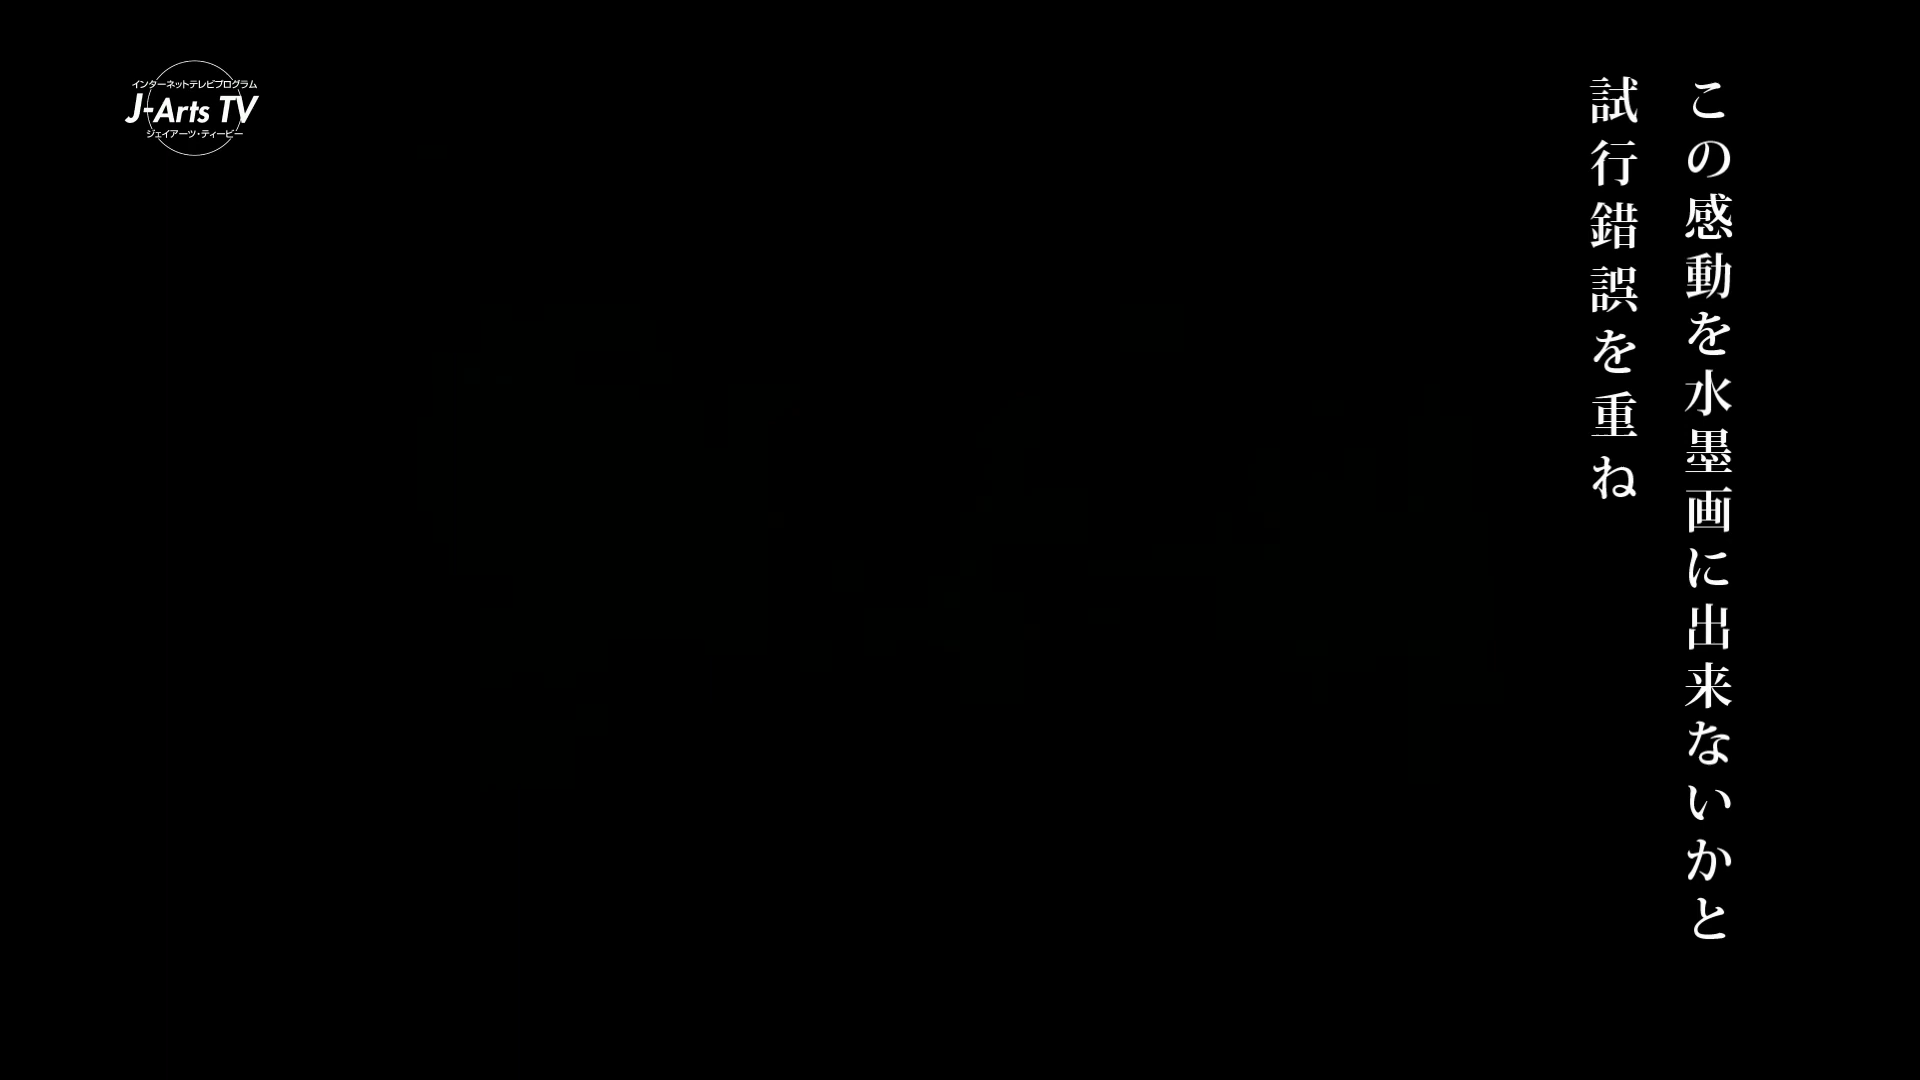 インターネットテレビプログラム
J-Arts TV
ジェイアーツ・ティービー
この感動を水墨画に出来ないかと
試行錯誤を重ね